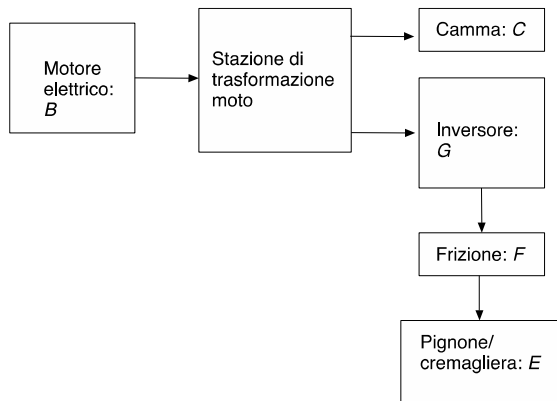 Motore
elettrico:
B
Stazione di
trasformazione
moto
Camma: C
Inversore:
G
Frizione: F
Pignone/
cremagliera: E